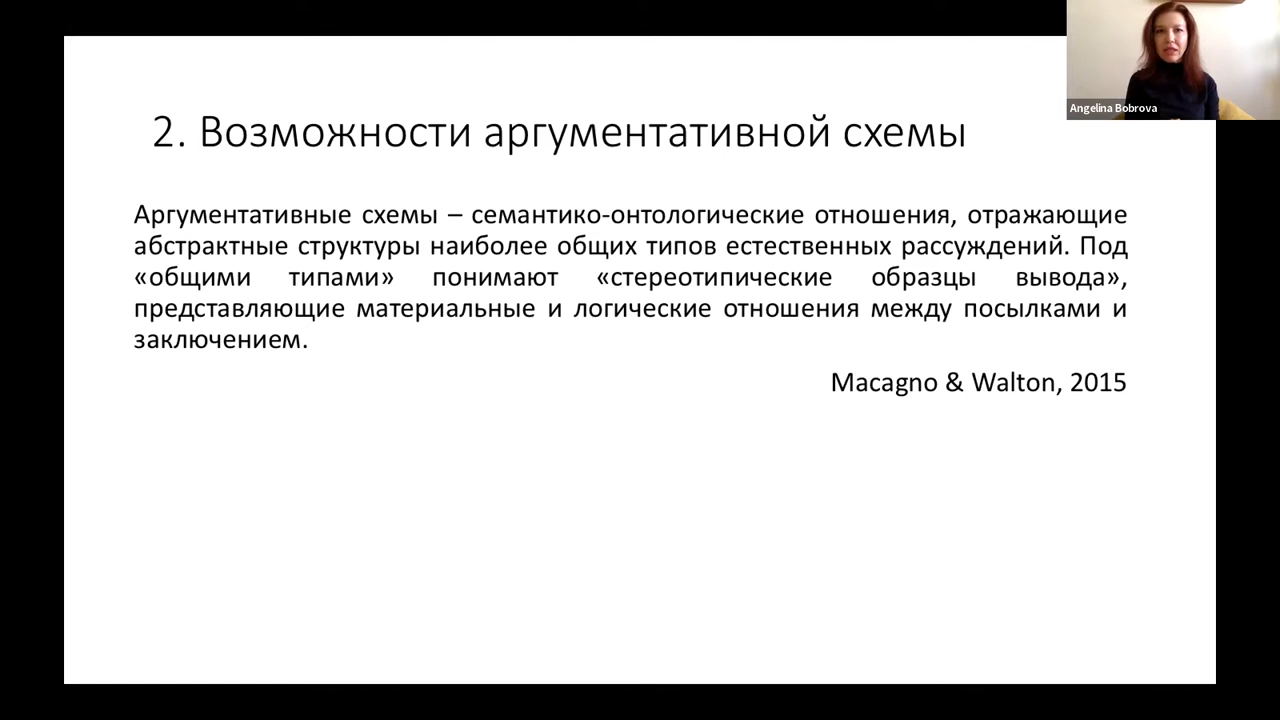 Angelina Bobrova
2. Возможности аргументативной схемы
Аргументативные схемы – семантико-онтологические отношения, отражающие
абстрактные структуры наиболее общих типов естественных рассуждений. Под
«общими типами» понимают «стереотипические образцы вывода»,
представляющие материальные и логические отношения между посылками и
заключением.
Macagno & Walton, 2015